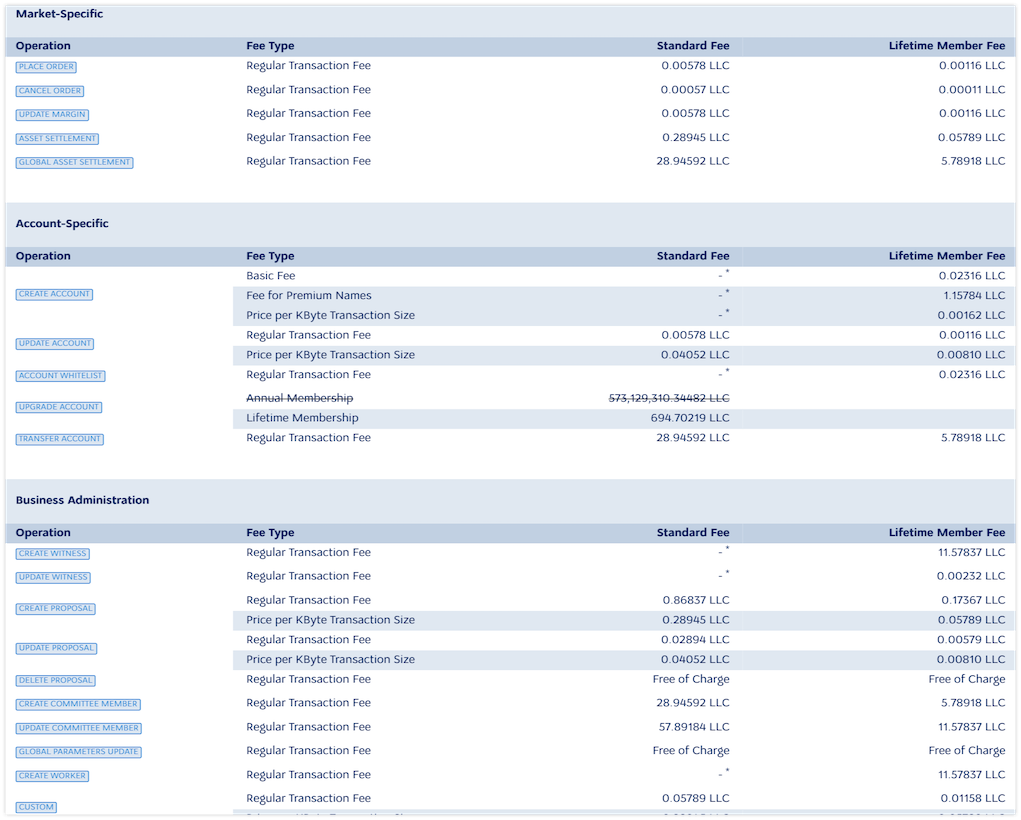 Market-Specific
Operation Fee Type Standard Fee Lifetime Member Fee
PLACE ORDER Regular Transaction Fee 0.00578 LLC 0.00116 LLC
CANCEL ORDER Regular Transaction Fee 0.00057 LLC 0.00011 LLC
UPDATE MARGIN Regular Transaction Fee 0.00578 LLC 0.00116 LLC
ASSET SETTLEMENT Regular Transaction Fee 0.28945 LLC 0.05789 LLC
GLOBAL ASSET SETTLEMENT Regular Transaction Fee 28.94592 LLC 5.78918 LLC
Account-Specific
Operation Fee Type Standard Fee Lifetime Member Fee
Basic Fee - * 0.02316 LLC
CREATE ACCOUNT Fee for Premium Names - * 1.15784 LLC
Price per KByte Transaction Size - * 0.00162 LLC
Regular Transaction Fee 0.00578 LLC 0.00116 LLC
UPDATE ACCOUNT
Price per KByte Transaction Size 0.04052 LLC 0.00810 LLC
ACCOUNT WHITELIST Regular Transaction Fee - * 0.02316 LLC
Annual Membership 573,129,310.34482 LLC
UPGRADE ACCOUNT
Lifetime Membership 694.70219 LLC
TRANSFER ACCOUNT Regular Transaction Fee 28.94592 LLC 5.78918 LLC
Business Administration
Operation Fee Type Standard Fee Lifetime Member Fee
CREATE WITNESS Regular Transaction Fee - * 11.57837 LLC
UPDATE WITNESS Regular Transaction Fee - * 0.00232 LLC
Regular Transaction Fee 0.86837 LLC 0.17367 LLC
CREATE PROPOSAL
Price per KByte Transaction Size 0.28945 LLC 0.05789 LLC
Regular Transaction Fee 0.02894 LLC 0.00579 LLC
UPDATE PROPOSAL
Price per KByte Transaction Size 0.04052 LLC 0.00810 LLC
DELETE PROPOSAL Regular Transaction Fee Free of Charge Free of Charge
CREATE COMMITTEE MEMBER Regular Transaction Fee 28.94592 LLC 5.78918 LLC
UPDATE COMMITTEE MEMBER Regular Transaction Fee 57.89184 LLC 11.57837 LLC
GLOBAL PARAMETERS UPDATE Regular Transaction Fee Free of Charge Free of Charge
CREATE WORKER Regular Transaction Fee - * 11.57837 LLC
Regular Transaction Fee 0.05789 LLC 0.01158 LLC
CUSTOM